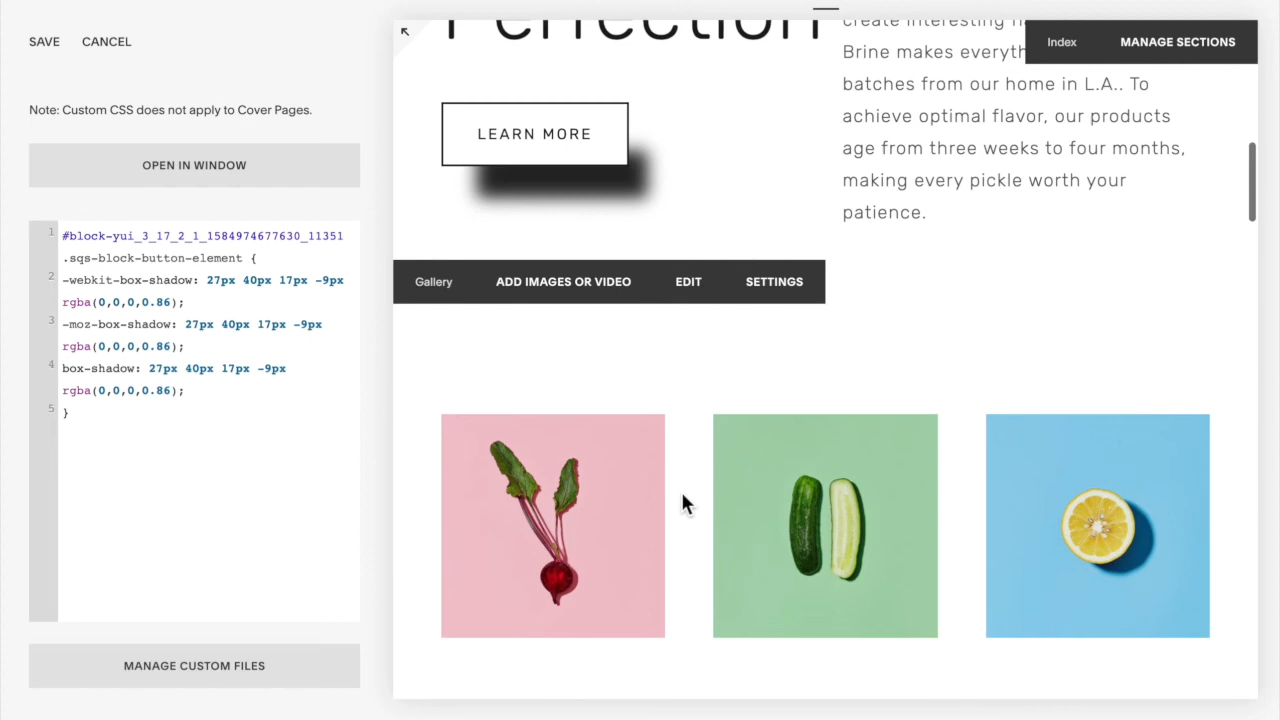 SAVE CANCEL
Note: Custom CSS does not apply to Cover Pages.
OPEN IN WINDOW
1 #block-yui_3_17_2_1_1584974677630_11351
.sqs-block-button-element {
2 -webkit-box-shadow: 27px 40px 17px -9px
rgba(0,0,0,0.86);
3 -moz-box-shadow: 27px 40px 17px -9px
rgba(0,0,0,0.86);
4 box-shadow: 27px 40px 17px -9px
rgba(0,0,0,0.86);
5 }
MANAGE CUSTOM FILES
Perfection
LEARN MORE
Index MANAGE SECTIONS
create interesting
Brine makes everyth
batches from our home in L.A.. To
achieve optimal flavor, our products
age from three weeks to four months,
making every pickle worth your
patience.
Gallery ADD IMAGES OR VIDEO EDIT SETTINGS